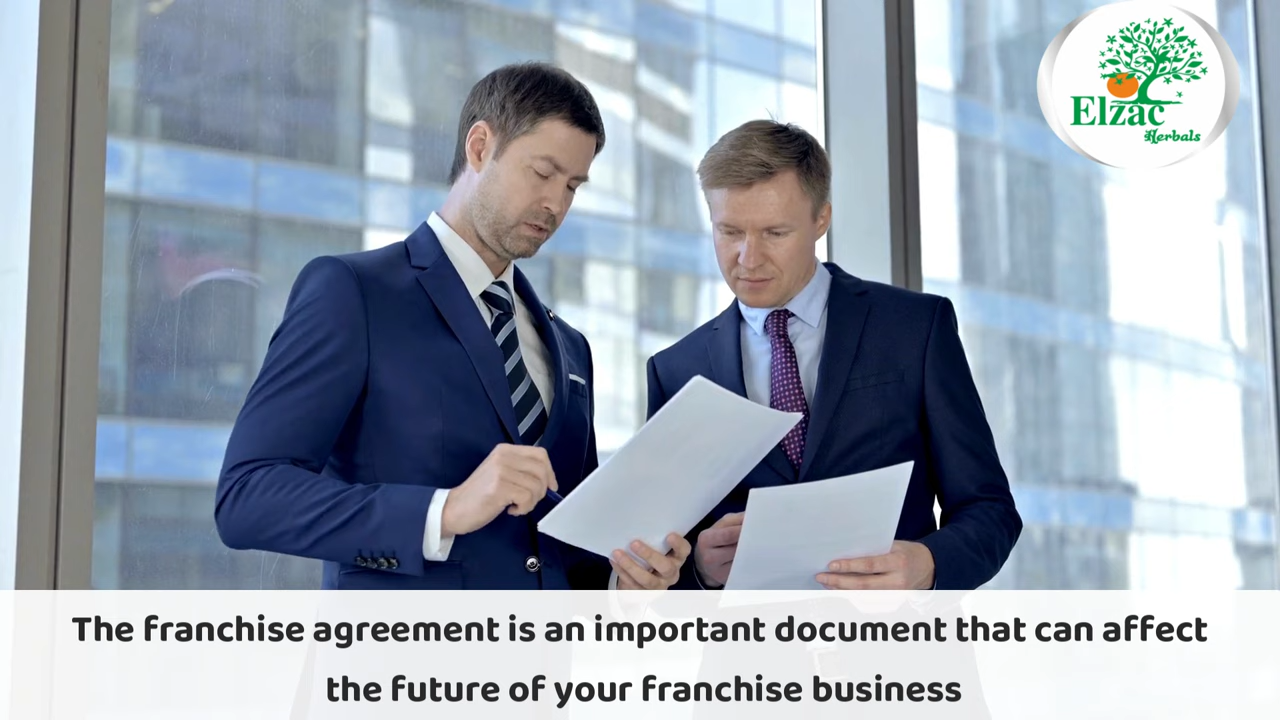 Elzac
Herbals
The franchise agreement is an important document that can affect
the future of your franchise business